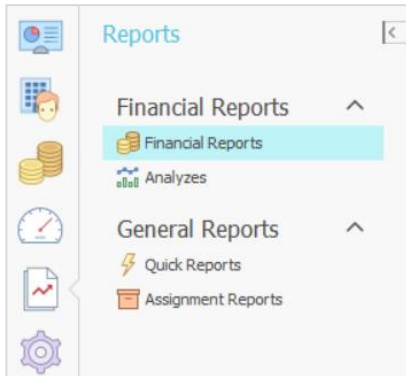 Reports
Financial Reports
Financial Reports
Analyzes
General Reports
Quick Reports
Assignment Reports